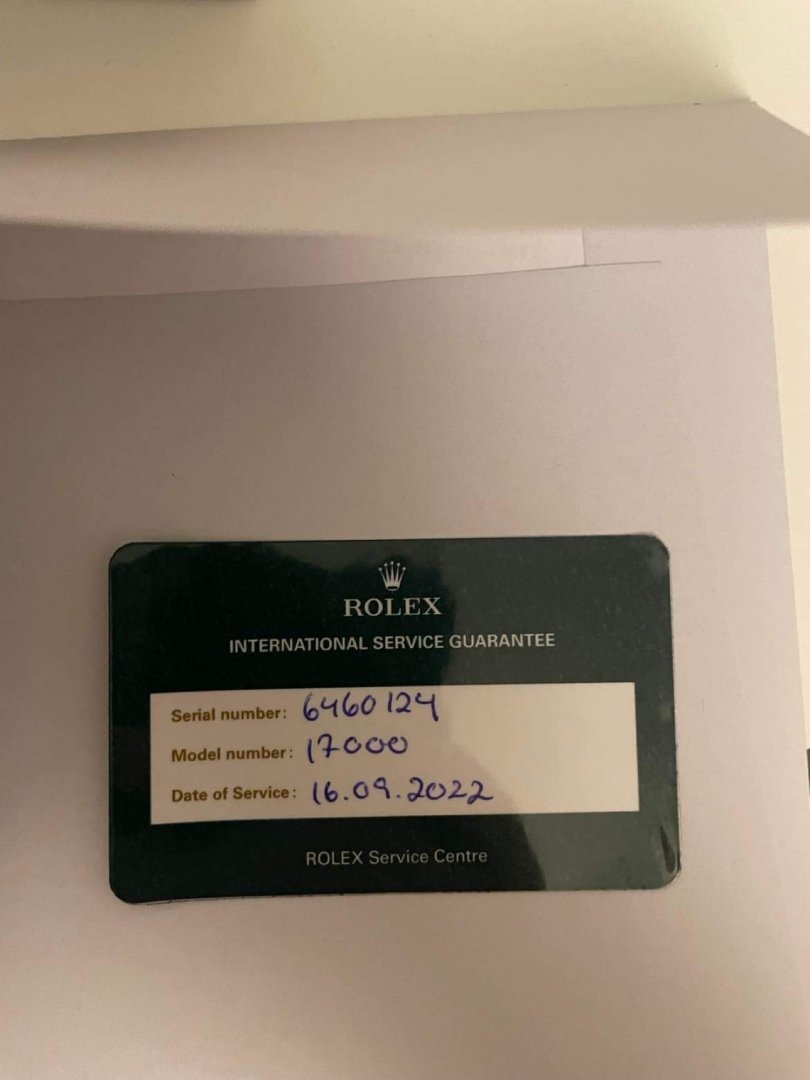 ROLEX
INTERNATIONAL SERVICE GUARANTEE
Serial number: 6460124
Model number: 17000
Date of Service: 16.09.2022
ROLEX Service Centre